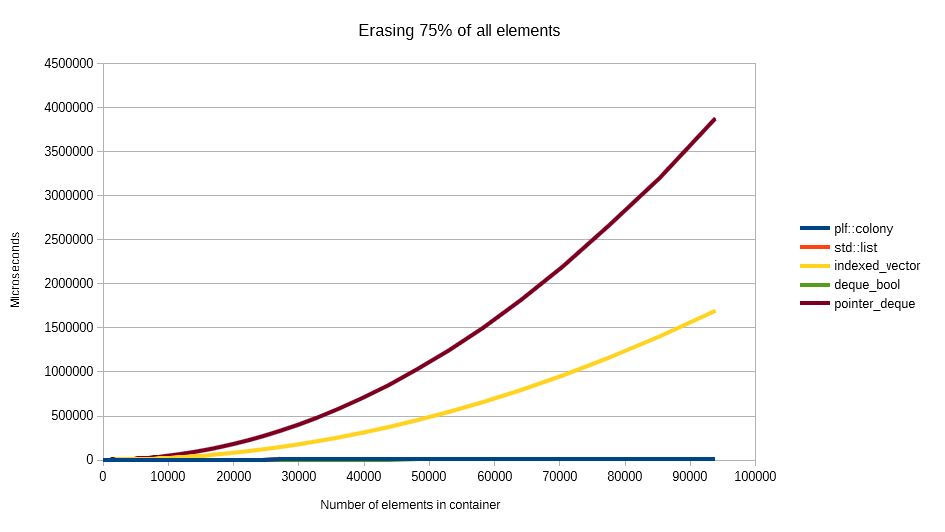 Erasing 75% of all elements
4500000
4000000
3500000
3000000
2500000
2000000
1500000
1000000
500000
0
Microseconds
0 10000 20000 30000 40000 50000 60000 70000 80000 90000 100000
Number of elements in container
plf::colony
std::list
indexed_vector
deque_bool
pointer_deque